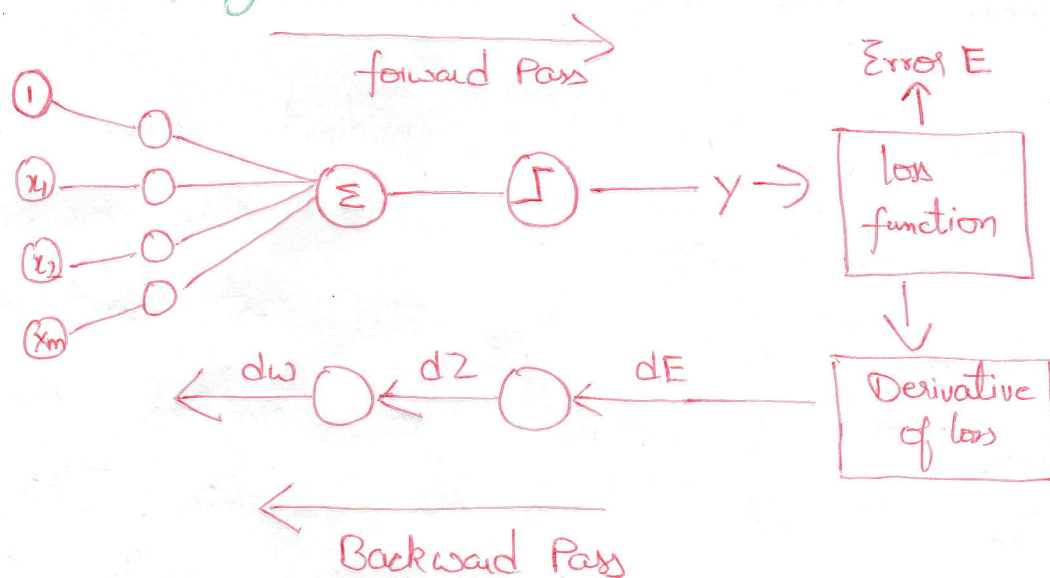 forward Pass
Error E
1
x1
x2
xm
Σ
Y
loss
function
dw
dZ
dE
Derivative
of loss
Backward Pass